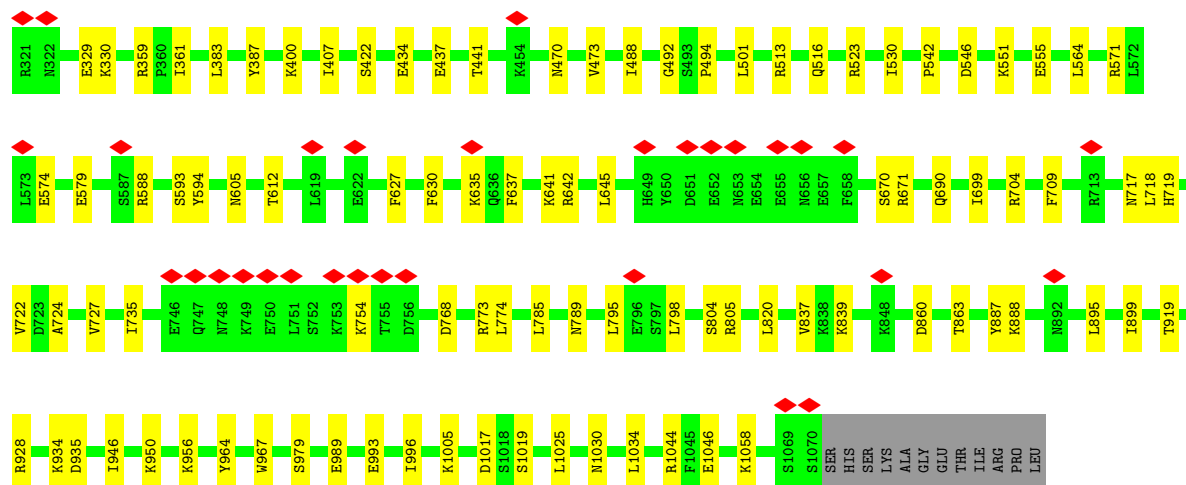 R321 N322 E329 K330 R359 P360 I361 L383 Y387 K400 I407 S422 E434 E437 T441 K454 N470 V473 I488 G492 S493 P494 L501 R513 Q516 R523 I530 P542 D546 K551 E555 L564 R571 L572
L573 E574 E579 S587 R588 S593 Y594 N605 T612 L619 E622 F627 F630 K635 Q636 F637 K641 R642 L645 H649 Y650 D651 E652 N653 E654 E655 N656 E657 F658 S670 R671 Q690 I699 R704 F709 R713 N717 L718 H719
V722 D723 A724 V727 I735 E746 Q747 N748 K749 E750 L751 S752 K753 K754 T755 D756 D768 R773 L774 L785 N789 L795 E796 S797 L798 S804 R805 L820 V837 K838 K839 K848 D860 T863 Y887 K888 N892 L895 I899 T919
R928 K934 D935 I946 K950 K956 Y964 W967 S979 E989 E993 I996 K1005 D1017 S1018 S1019 L1025 N1030 L1034 R1044 F1045 E1046 K1058 S1069 S1070 SER HIS SER LYS ALA GLY GLU THR ILE ARG PRO LEU